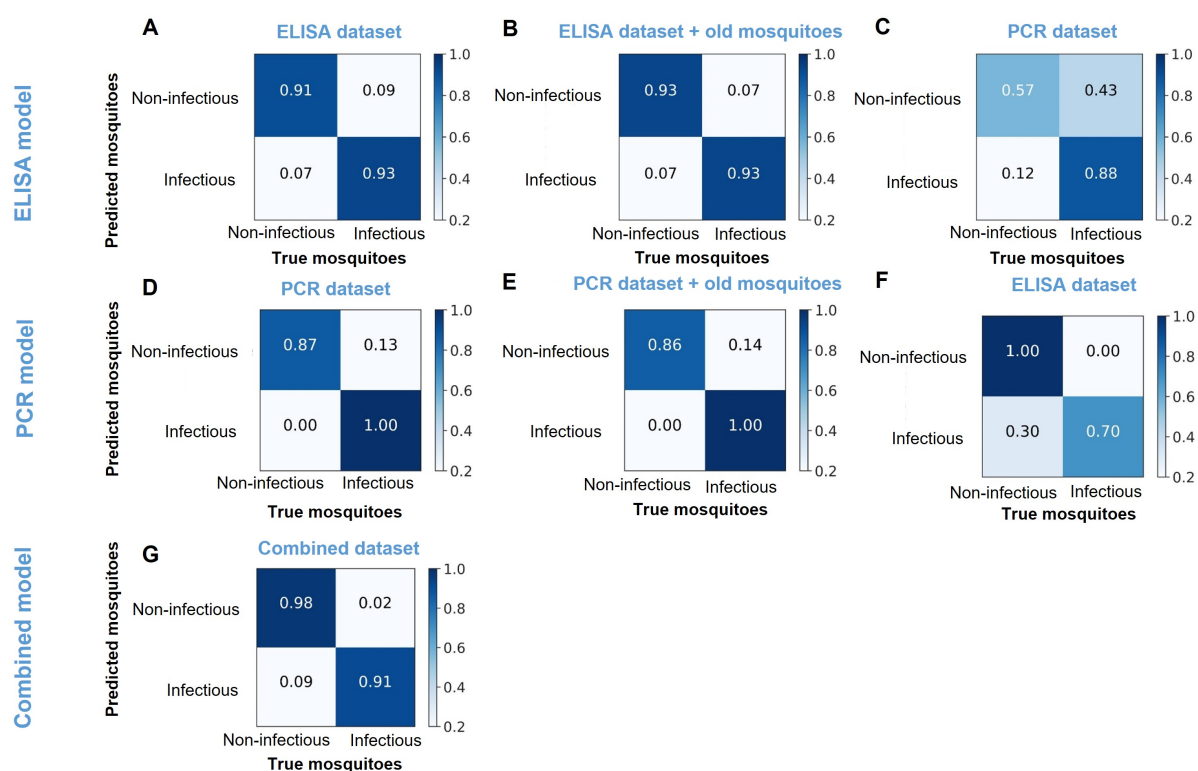 ELISA model
A
ELISA dataset
Predicted mosquitoes
Non-infectious
Infectious
0.91
0.09
0.07
0.93
1.0
0.8
0.6
0.4
0.2
Non-infectious
Infectious
True mosquitoes
B
ELISA dataset + old mosquitoes
Non-infectious
Infectious
0.93
0.07
0.07
0.93
1.0
0.8
0.6
0.4
0.2
Non-infectious
Infectious
True mosquitoes
C
PCR dataset
Non-infectious
Infectious
0.57
0.43
0.12
0.88
1.0
0.8
0.6
0.4
0.2
Non-infectious
Infectious
True mosquitoes
PCR model
D
PCR dataset
Predicted mosquitoes
Non-infectious
Infectious
0.87
0.13
0.00
1.00
1.0
0.8
0.6
0.4
0.2
Non-infectious
Infectious
True mosquitoes
E
PCR dataset + old mosquitoes
Non-infectious
Infectious
0.86
0.14
0.00
1.00
1.0
0.8
0.6
0.4
0.2
Non-infectious
Infectious
True mosquitoes
F
ELISA dataset
Non-infectious
Infectious
1.00
0.00
0.30
0.70
1.0
0.8
0.6
0.4
0.2
Non-infectious
Infectious
True mosquitoes
Combined model
G
Combined dataset
Predicted mosquitoes
Non-infectious
Infectious
0.98
0.02
0.09
0.91
1.0
0.8
0.6
0.4
0.2
Non-infectious
Infectious
True mosquitoes